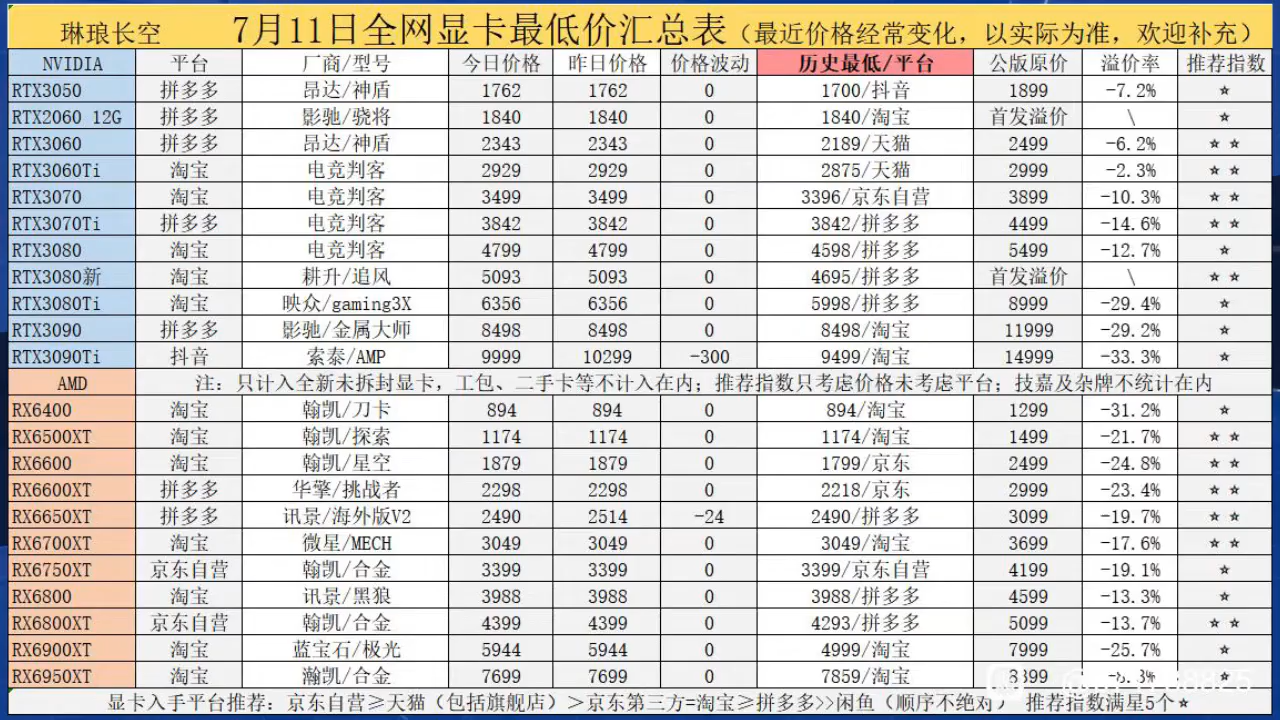 琳琅长空 7月11日全网显卡最低价汇总表（最近价格经常变化，以实际为准，欢迎补充）
NVIDIA 平台 厂商/型号 今日价格 昨日价格 价格波动 历史最低/平台 公版原价 溢价率 推荐指数
RTX3050 拼多多 昂达/神盾 1762 1762 0 1700/抖音 1899 -7.2% ☆
RTX2060 12G 拼多多 影驰/骁将 1840 1840 0 1840/淘宝 首发溢价 \ ☆
RTX3060 拼多多 昂达/神盾 2343 2343 0 2189/天猫 2499 -6.2% ☆☆
RTX3060Ti 淘宝 电竞判客 2929 2929 0 2875/天猫 2999 -2.3% ☆☆
RTX3070 淘宝 电竞判客 3499 3499 0 3396/京东自营 3899 -10.3% ☆☆
RTX3070Ti 拼多多 电竞判客 3842 3842 0 3842/拼多多 4499 -14.6% ☆☆
RTX3080 淘宝 电竞判客 4799 4799 0 4598/拼多多 5499 -12.7% ☆
RTX3080新 淘宝 耕升/追风 5093 5093 0 4695/拼多多 首发溢价 \ ☆☆
RTX3080Ti 淘宝 映众/gaming3X 6356 6356 0 5998/拼多多 8999 -29.4% ☆
RTX3090 拼多多 影驰/金属大师 8498 8498 0 8498/淘宝 11999 -29.2% ☆
RTX3090Ti 抖音 索泰/AMP 9999 10299 -300 9499/淘宝 14999 -33.3% ☆
AMD 注：只计入全新未拆封显卡，工包、二手卡等不计入在内；推荐指数只考虑价格未考虑平台；技嘉及杂牌不统计在内
RX6400 淘宝 翰凯/刀卡 894 894 0 894/淘宝 1299 -31.2% ☆
RX6500XT 淘宝 翰凯/探索 1174 1174 0 1174/淘宝 1499 -21.7% ☆☆
RX6600 淘宝 翰凯/星空 1879 1879 0 1799/京东 2499 -24.8% ☆☆
RX6600XT 拼多多 华擎/挑战者 2298 2298 0 2218/京东 2999 -23.4% ☆☆
RX6650XT 拼多多 讯景/海外版V2 2490 2514 -24 2490/拼多多 3099 -19.7% ☆☆
RX6700XT 淘宝 微星/MECH 3049 3049 0 3049/淘宝 3699 -17.6% ☆☆
RX6750XT 京东自营 翰凯/合金 3399 3399 0 3399/京东自营 4199 -19.1% ☆
RX6800 淘宝 讯景/黑狼 3988 3988 0 3988/拼多多 4599 -13.3% ☆
RX6800XT 京东自营 翰凯/合金 4399 4399 0 4293/拼多多 5099 -13.7% ☆☆
RX6900XT 淘宝 蓝宝石/极光 5944 5944 0 4999/淘宝 7999 -25.7% ☆
RX6950XT 淘宝 瀚凯/合金 7699 7699 0 7859/淘宝 ☆
显卡入手平台推荐：京东自营≥天猫（包括旗舰店）＞京东第三方=淘宝≥拼多多>>闲鱼（顺序不绝对） 推荐指数满星5个☆